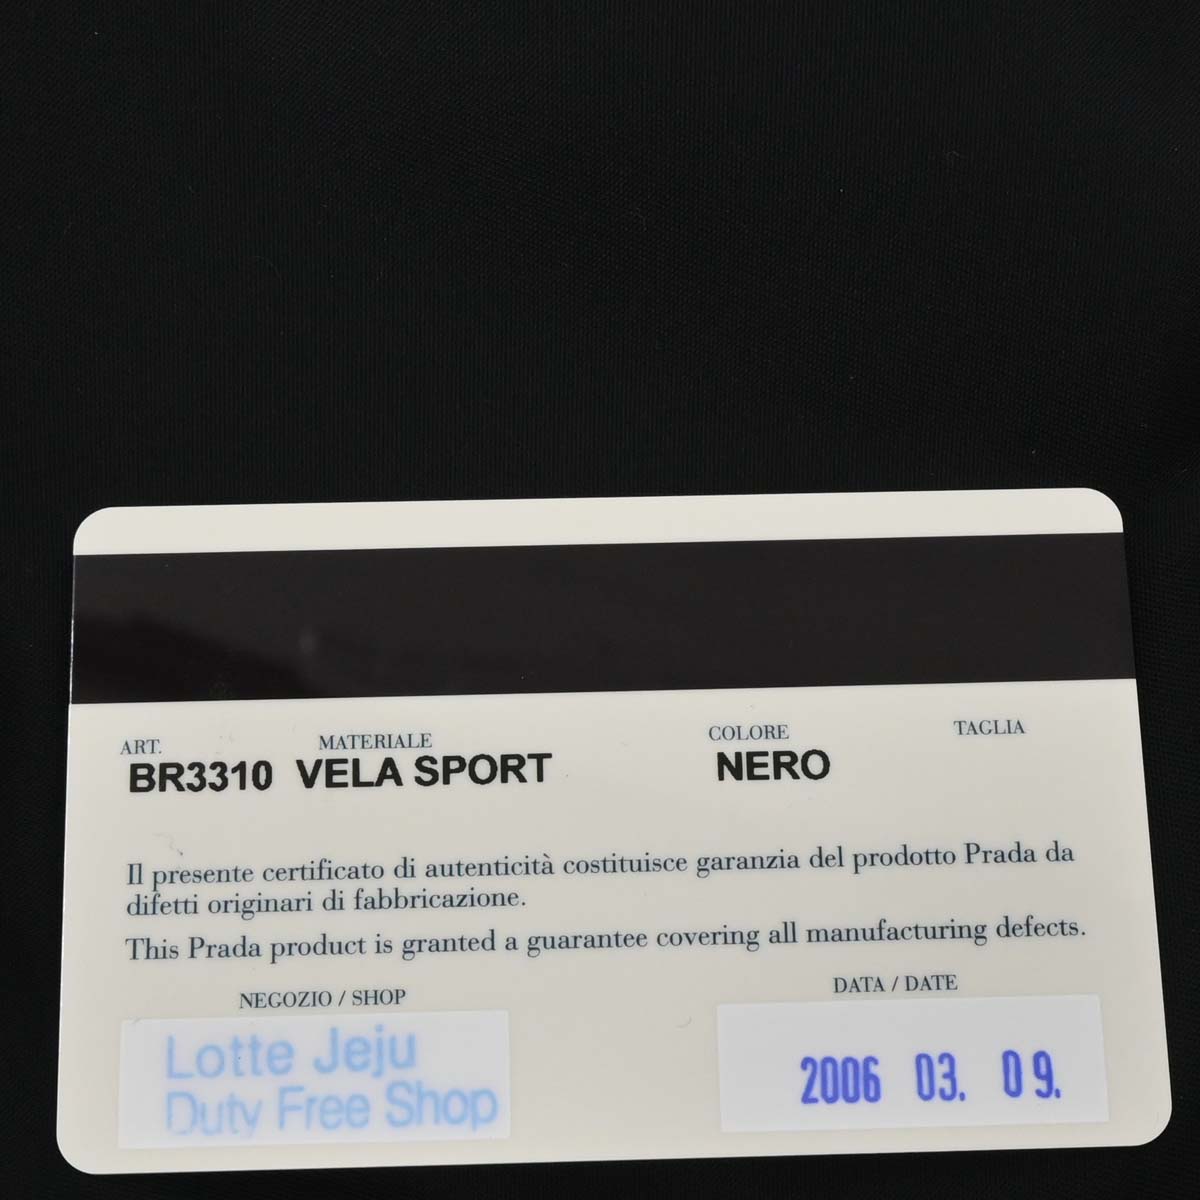 ART. MATERIALE COLORE TAGLIA
BR3310 VELA SPORT NERO
Il presente certificato di autenticità costituisce garanzia del prodotto Prada da
difetti originari di fabbricazione.
This Prada product is granted a guarantee covering all manufacturing defects.
NEGOZIO / SHOP DATA / DATE
Lotte Jeju
Duty Free Shop
2006 03. 09.